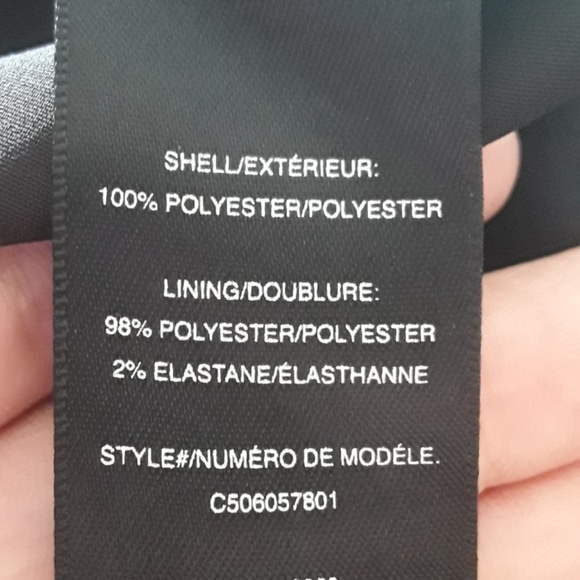 SHELL/EXTÉRIEUR:
100% POLYESTER/POLYESTER
LINING/DOUBLURE:
98% POLYESTER/POLYESTER
2% ELASTANE/ÉLASTHANNE
STYLE#/NUMÉRO DE MODÉLE.
C506057801